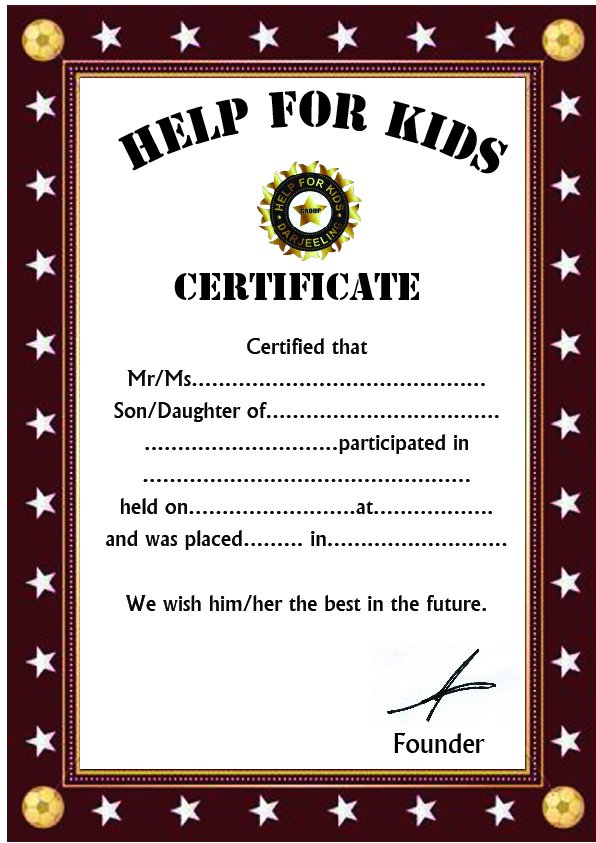 HELP FOR KIDS
HELP FOR KIDS
GROUP
DARJEELING
CERTIFICATE
Certified that
Mr/Ms............................................
Son/Daughter of...................................
.............................participated in
.................................................
held on.........................at..................
and was placed......... in...........................
We wish him/her the best in the future.
Founder